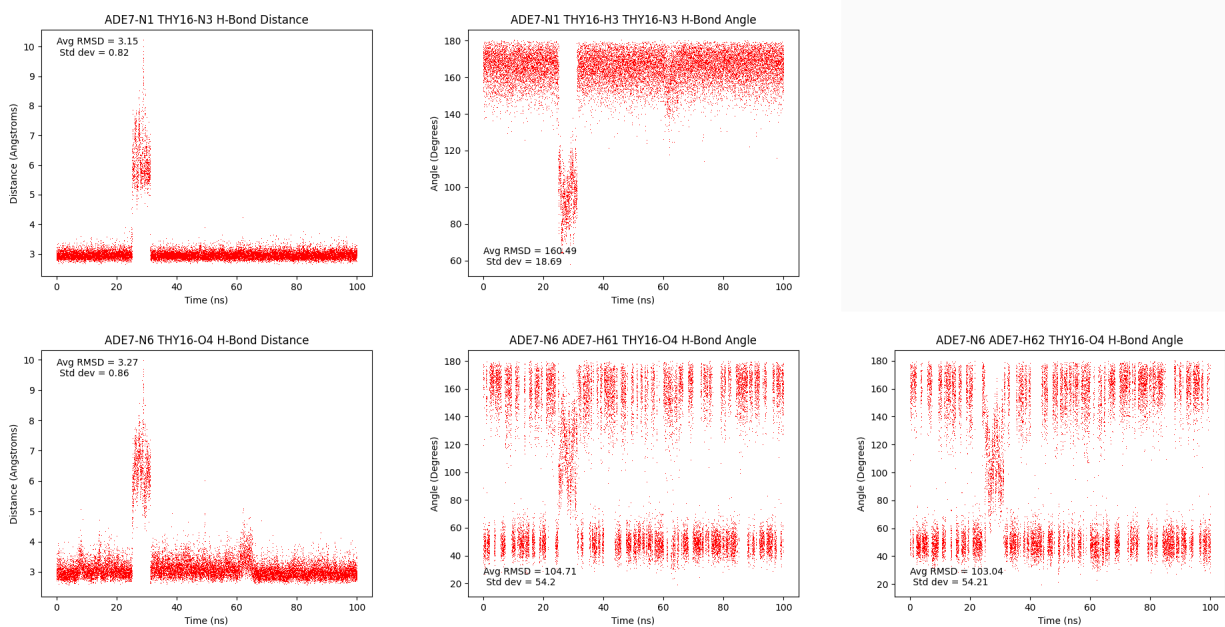 ADE7-N1 THY16-N3 H-Bond Distance
Avg RMSD = 3.15
Std dev = 0.82
Distance (Angstroms)
10
9
8
7
6
5
4
3
0 20 40 60 80 100
Time (ns)
ADE7-N1 THY16-H3 THY16-N3 H-Bond Angle
Angle (Degrees)
180
160
140
120
100
80
60
Avg RMSD = 160.49
Std dev = 18.69
0 20 40 60 80 100
Time (ns)
ADE7-N6 THY16-O4 H-Bond Distance
Avg RMSD = 3.27
Std dev = 0.86
Distance (Angstroms)
10
9
8
7
6
5
4
3
0 20 40 60 80 100
Time (ns)
ADE7-N6 ADE7-H61 THY16-O4 H-Bond Angle
Angle (Degrees)
180
160
140
120
100
80
60
40
20
Avg RMSD = 104.71
Std dev = 54.2
0 20 40 60 80 100
Time (ns)
ADE7-N6 ADE7-H62 THY16-O4 H-Bond Angle
Angle (Degrees)
180
160
140
120
100
80
60
40
20
Avg RMSD = 103.04
Std dev = 54.21
0 20 40 60 80 100
Time (ns)